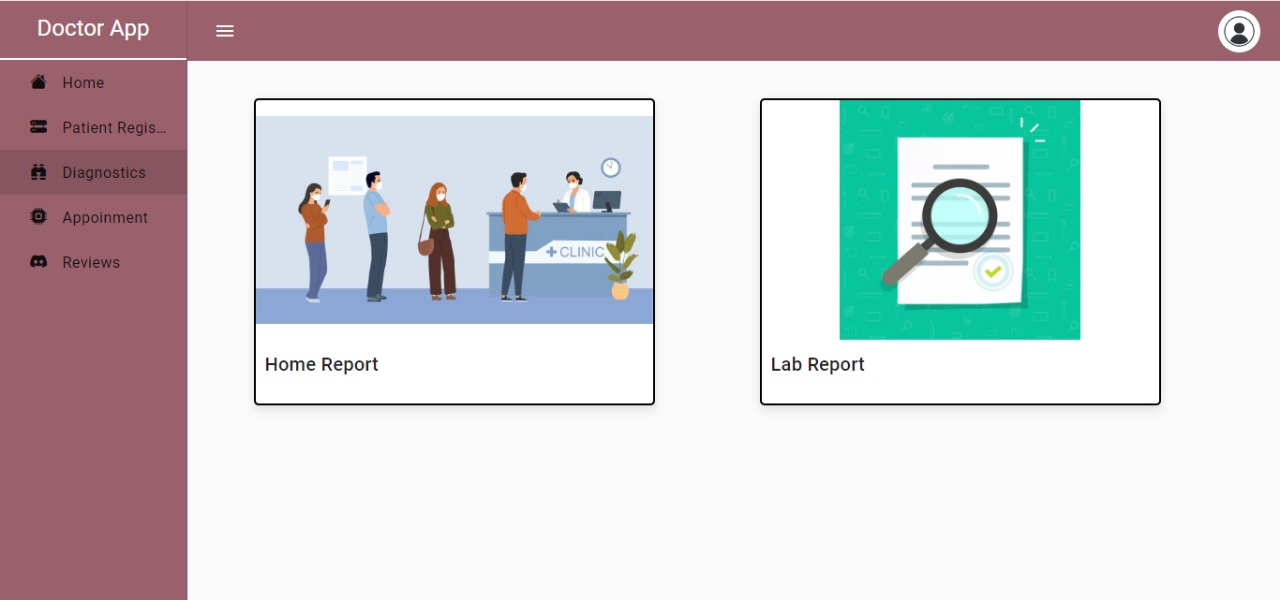 Doctor App
Home
Patient Regis...
Diagnostics
Appoinment
Reviews
+ CLINIC
Home Report
Lab Report